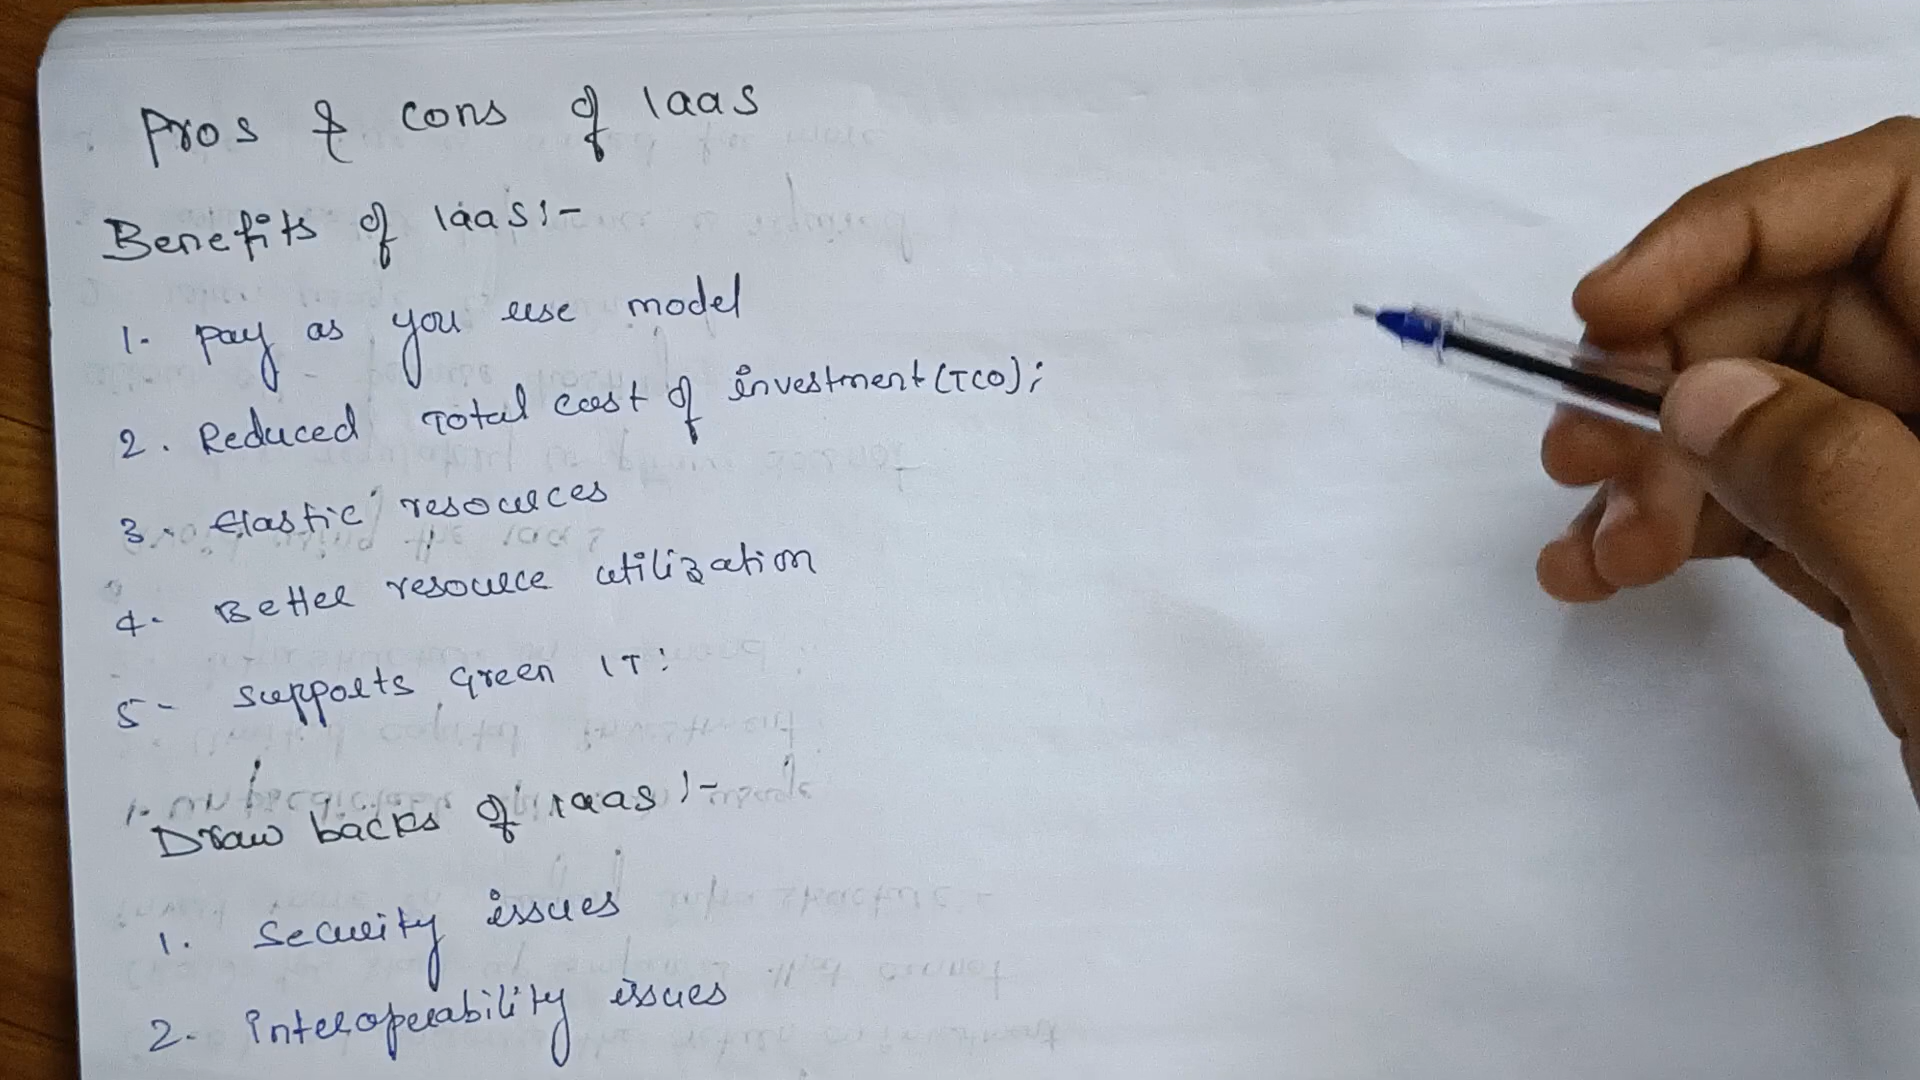 Pros & cons of Iaas
Benefits of Iaas:-
1. Pay as you use model
2. Reduced Total cost of investment (TCO);
3. Elastic resources
4. Better resource utilization
5- supports Green IT:
Draw backs of Iaas :-
1. Security issues
2. Interoperability issues